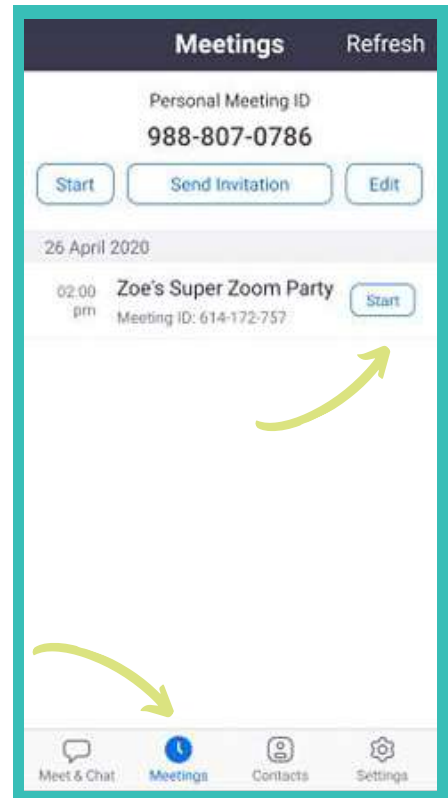 Meetings Refresh
Personal Meeting ID
988-807-0786
Start Send Invitation Edit
26 April 2020
02:00 Zoe's Super Zoom Party Start
pm Meeting ID: 614-172-757
Meet & Chat Meetings Contacts Settings